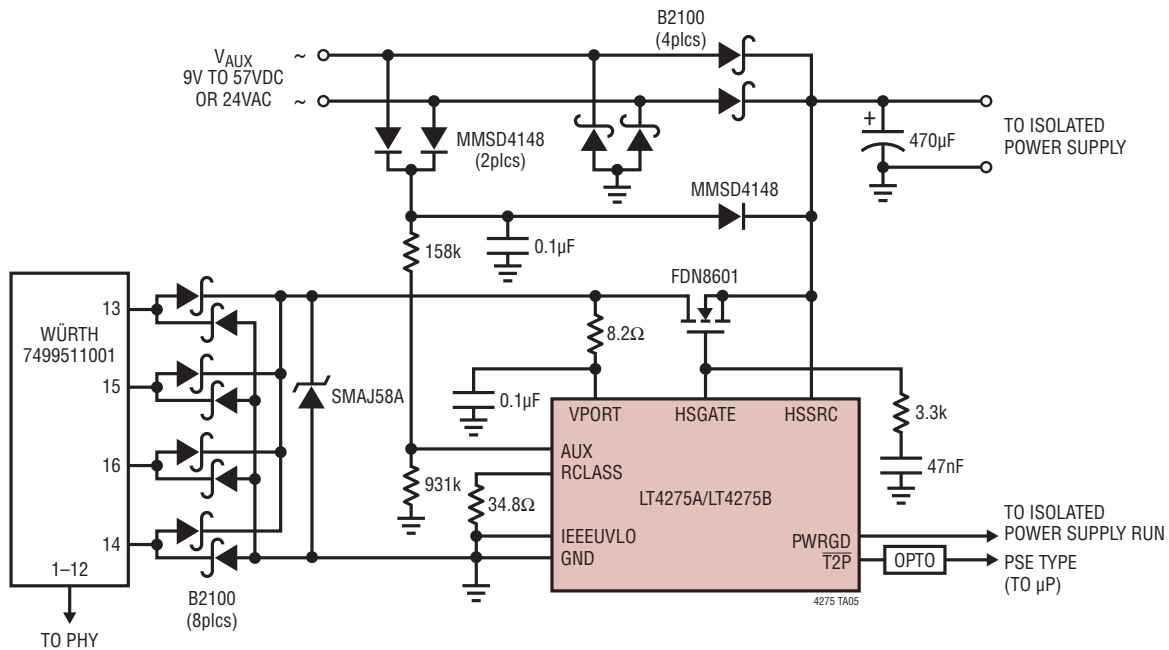 B2100
(4plcs)
VAUX
9V TO 57VDC
OR 24VAC
~
~
+
470µF
TO ISOLATED
POWER SUPPLY
MMSD4148
(2plcs)
MMSD4148
158k
0.1µF
FDN8601
WÜRTH
7499511001
13
15
16
14
1–12
TO PHY
B2100
(8plcs)
SMAJ58A
8.2Ω
0.1µF
3.3k
47nF
931k
34.8Ω
VPORT
HSGATE
HSSRC
AUX
RCLASS
LT4275A/LT4275B
IEEEUVLO
GND
PWRGD
T2P
OPTO
TO ISOLATED
POWER SUPPLY RUN
PSE TYPE
(TO µP)
4275 TA05